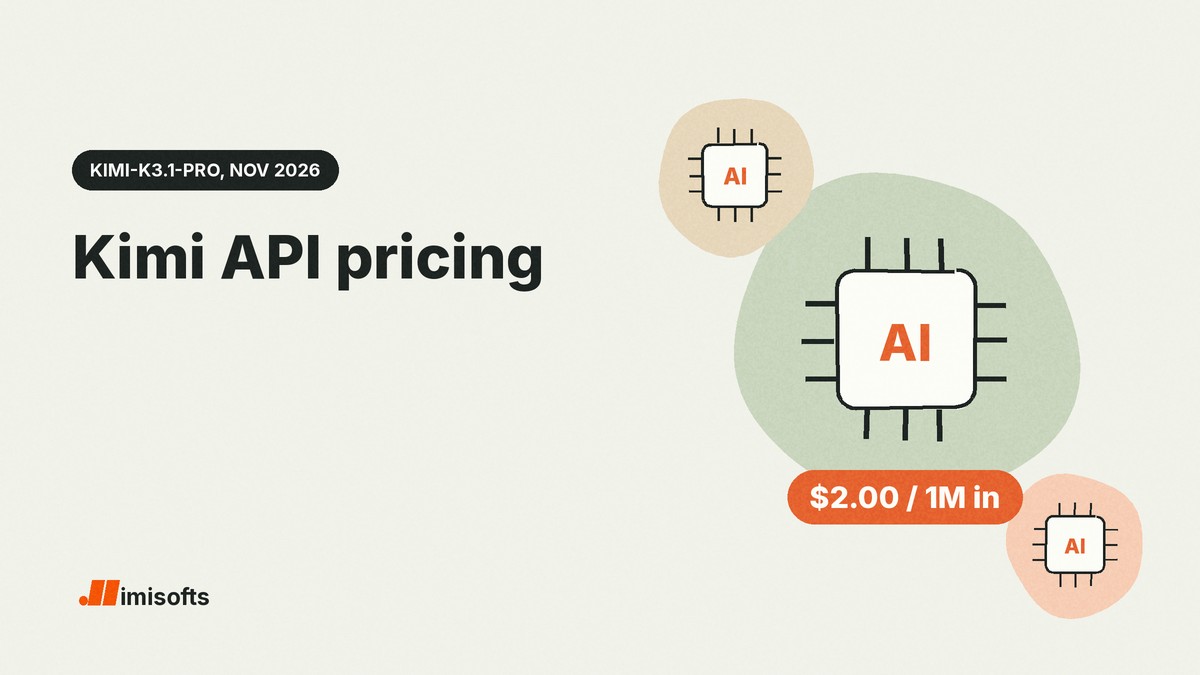 KIMI-K3.1-PRO, NOV 2026
Kimi API pricing
AI
AI
$2.00 / 1M in
AI
imisofts